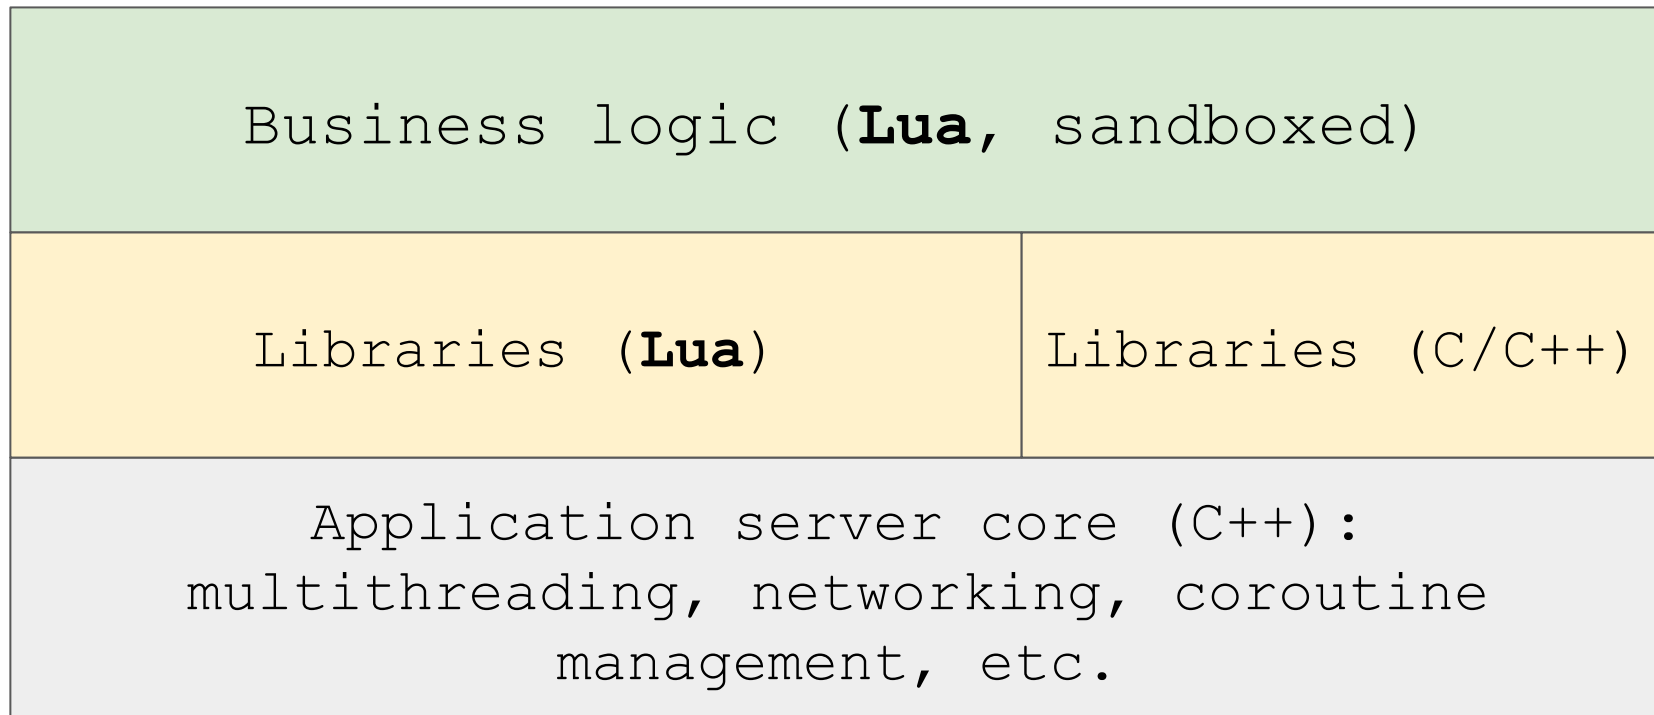 Business logic (Lua, sandboxed)
Libraries (Lua)
Libraries (C/C++)
Application server core (C++):
multithreading, networking, coroutine
management, etc.